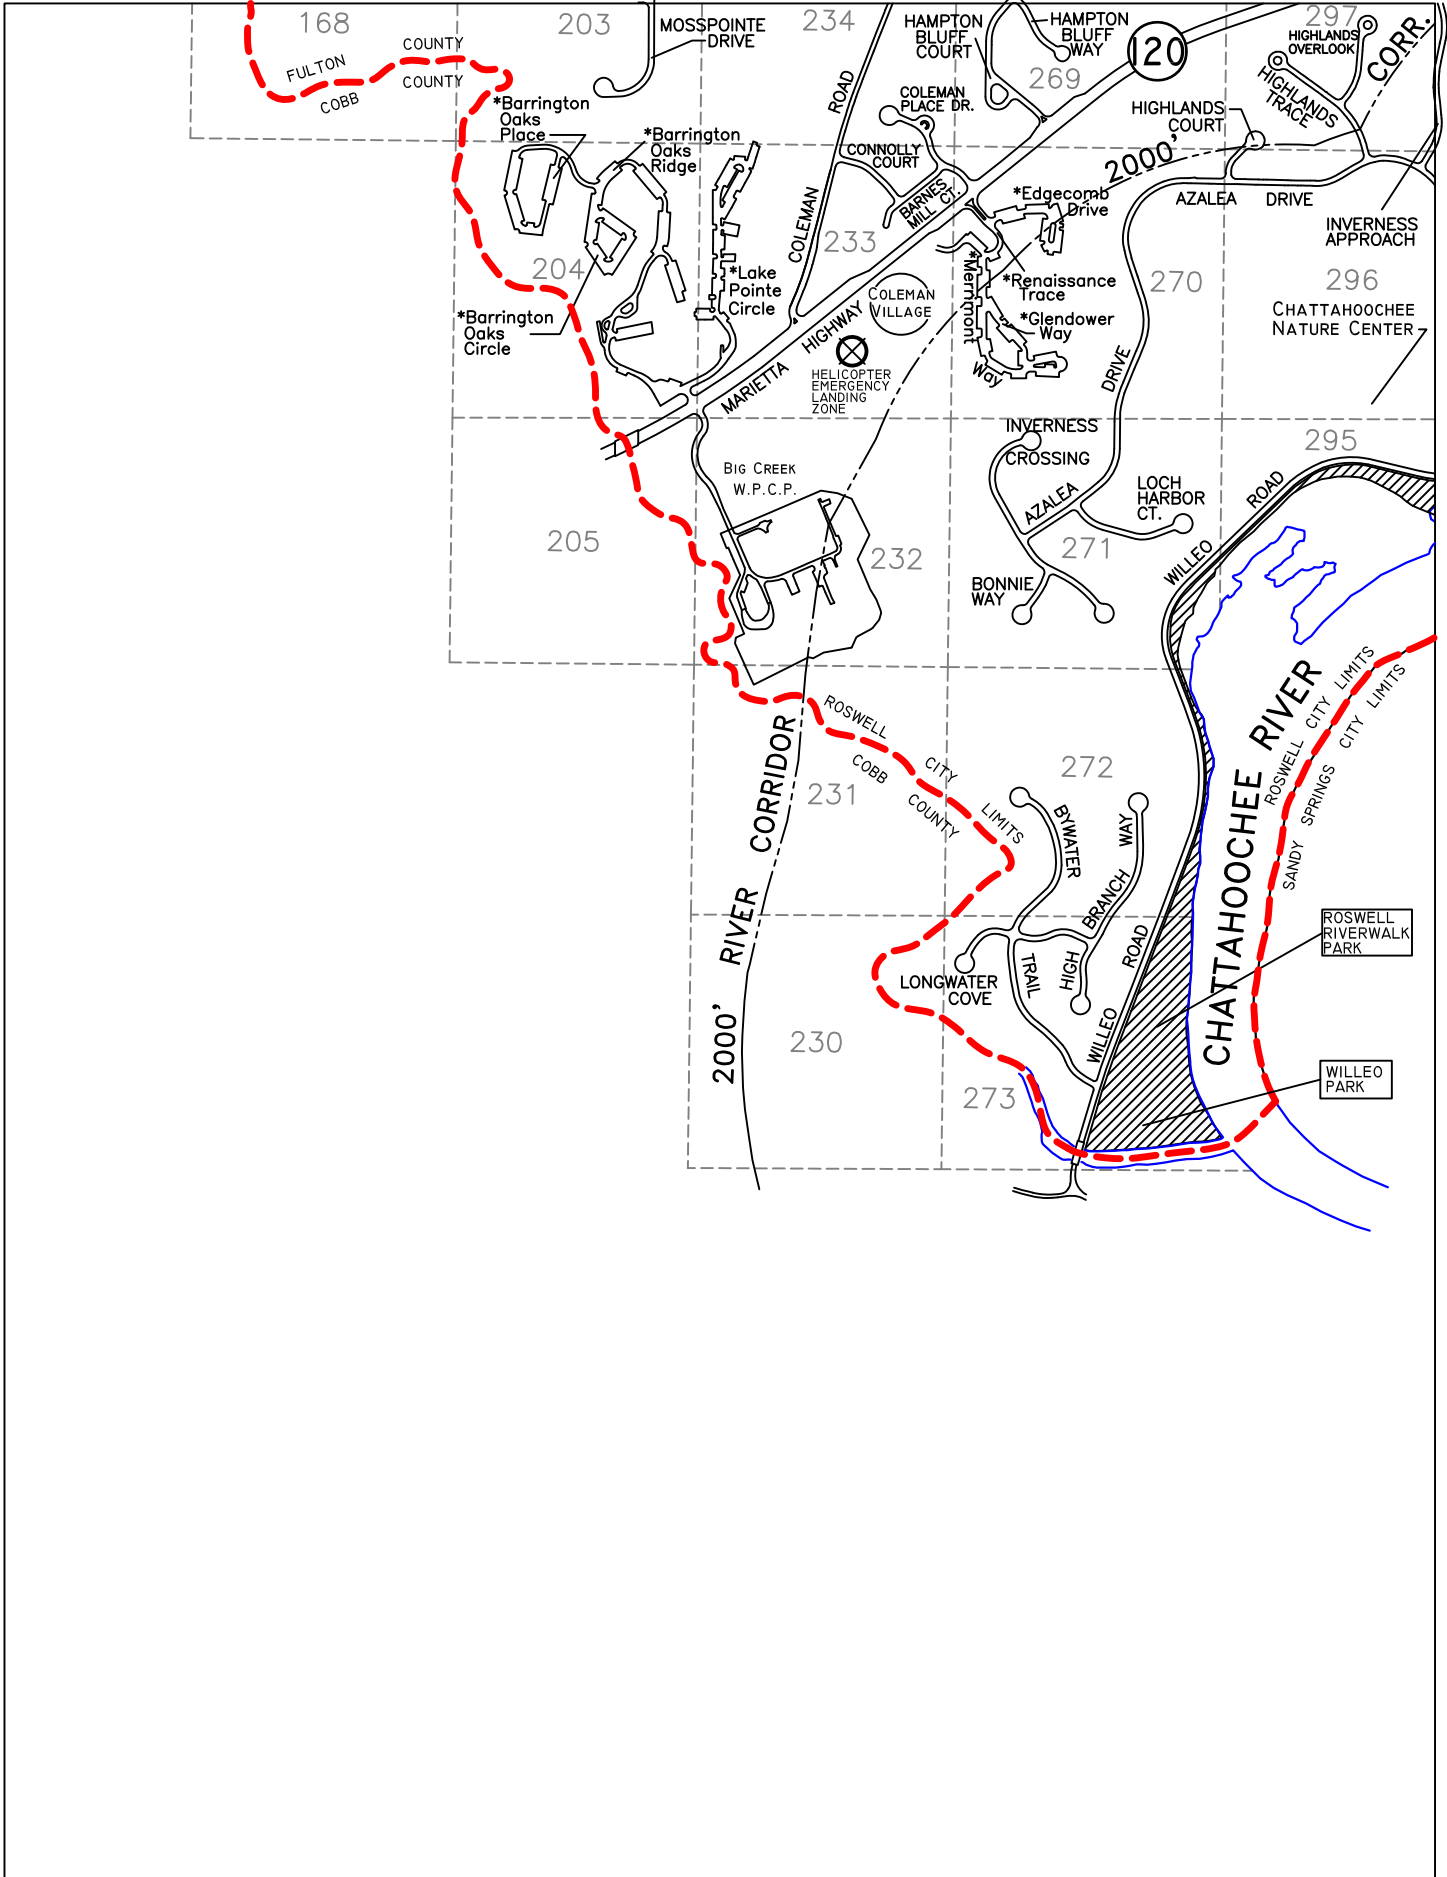 168
203
234
297
MOSSPOINTE
DRIVE
HAMPTON
BLUFF
COURT
HAMPTON
BLUFF
WAY
120
HIGHLANDS
OVERLOOK
CORR.
FULTON
COUNTY
COBB
COUNTY
269
HIGHLANDS
TRACE
*Barrington
Oaks
Place
*Barrington
Oaks
Ridge
ROAD
COLEMAN
COLEMAN
PLACE DR.
CONNOLLY
COURT
BARNES
MILL CT.
HIGHLANDS
COURT
2000'
AZALEA DRIVE
INVERNESS
APPROACH
*Edgecomb
Drive
233
204
270
296
*Lake
Pointe
Circle
COLEMAN
VILLAGE
*Merrimont
Way
*Renaissance
Trace
*Glendower
Way
CHATTAHOOCHEE
NATURE CENTER
*Barrington
Oaks
Circle
MARIETTA HIGHWAY
HELICOPTER
EMERGENCY
LANDING
ZONE
DRIVE
AZALEA
INVERNESS
CROSSING
295
BIG CREEK
W.P.C.P.
LOCH
HARBOR
CT.
WILLEO ROAD
205
232
271
BONNIE
WAY
ROSWELL CITY LIMITS
COBB COUNTY
CHATTAHOOCHEE RIVER
ROSWELL CITY LIMITS
SANDY SPRINGS CITY LIMITS
2000' RIVER CORRIDOR
231
272
BYWATER
TRAIL
HIGH BRANCH WAY
WILLEO ROAD
LONGWATER
COVE
ROSWELL
RIVERWALK
PARK
230
273
WILLEO
PARK